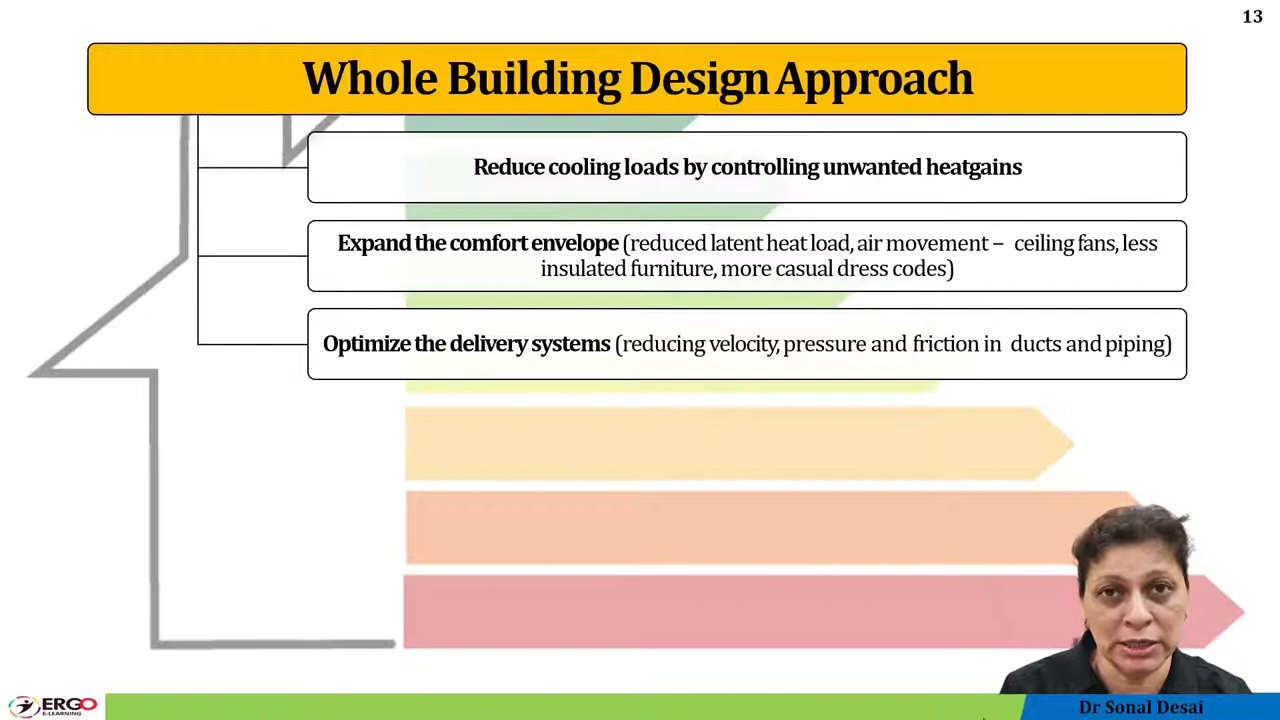 13
Whole Building Design Approach
Reduce cooling loads by controlling unwanted heatgains
Expand the comfort envelope (reduced latent heat load, air movement – ceiling fans, less
insulated furniture, more casual dress codes)
Optimize the delivery systems (reducing velocity, pressure and friction in ducts and piping)
ERGO
E-LEARNING
Dr Sonal Desai